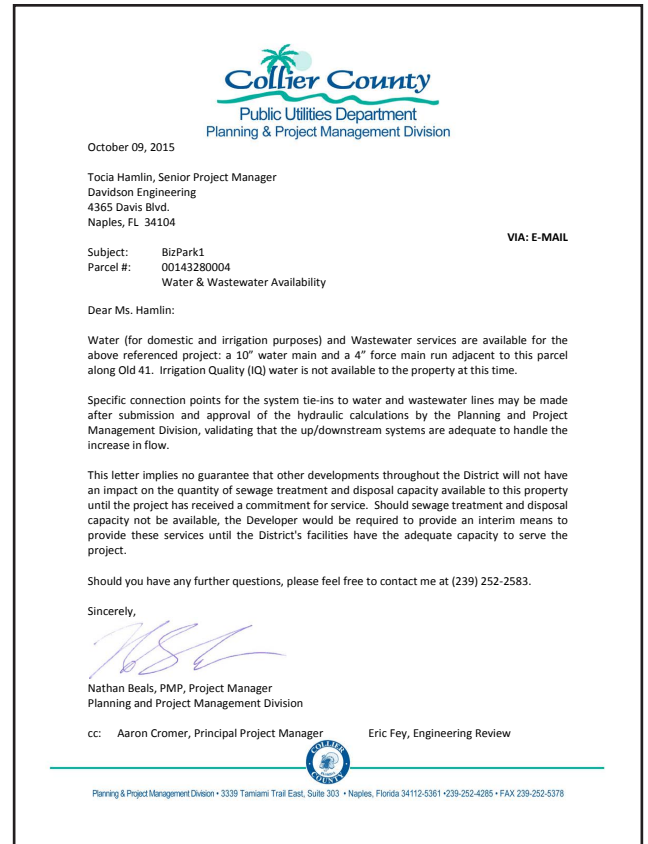 Collier County
Public Utilities Department
Planning & Project Management Division
October 09, 2015
Tocia Hamlin, Senior Project Manager
Davidson Engineering
4365 Davis Blvd.
Naples, FL 34104
VIA: E-MAIL
Subject: BizPark1
Parcel #: 00143280004
Water & Wastewater Availability
Dear Ms. Hamlin:
Water (for domestic and irrigation purposes) and Wastewater services are available for the
above referenced project: a 10” water main and a 4” force main run adjacent to this parcel
along Old 41. Irrigation Quality (IQ) water is not available to the property at this time.
Specific connection points for the system tie-ins to water and wastewater lines may be made
after submission and approval of the hydraulic calculations by the Planning and Project
Management Division, validating that the up/downstream systems are adequate to handle the
increase in flow.
This letter implies no guarantee that other developments throughout the District will not have
an impact on the quantity of sewage treatment and disposal capacity available to this property
until the project has received a commitment for service. Should sewage treatment and disposal
capacity not be available, the Developer would be required to provide an interim means to
provide these services until the District's facilities have the adequate capacity to serve the
project.
Should you have any further questions, please feel free to contact me at (239) 252-2583.
Sincerely,
Nathan Beals, PMP, Project Manager
Planning and Project Management Division
cc: Aaron Cromer, Principal Project Manager Eric Fey, Engineering Review
COLLIER
COUNTY
Planning & Project Management Division • 3339 Tamiami Trail East, Suite 303 • Naples, Florida 34112-5361 •239-252-4285 • FAX 239-252-5378